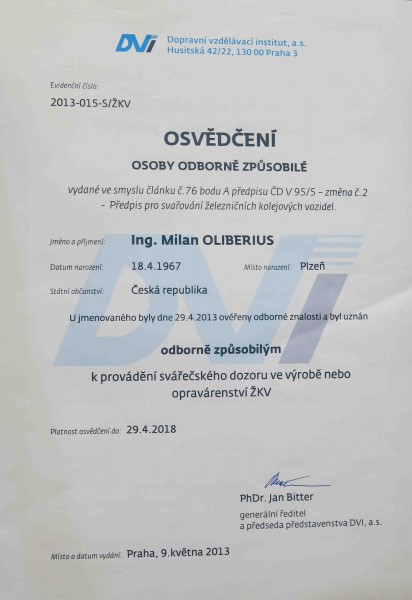 DVI Dopravní vzdělávací institut, a.s.
Husitská 42/22, 130 00 Praha 3
Evidenční číslo:
2013-015-S/ŽKV
OSVĚDČENÍ
OSOBY ODBORNĚ ZPŮSOBILÉ
vydané ve smyslu článku č.76 bodu A předpisu ČD V 95/5 – změna č.2
- Předpis pro svařování železničních kolejových vozidel.
Jméno a příjmení: Ing. Milan OLIBERIUS
Datum narození: 18.4.1967 Místo narození: Plzeň
Státní občanství: Česká republika
U jmenovaného byly dne 29.4.2013 ověřeny odborné znalosti a byl uznán
DVI
odborně způsobilým
k provádění svářečského dozoru ve výrobě nebo
opravárenství ŽKV
Platnost osvědčení do: 29.4.2018
PhDr. Jan Bitter
generální ředitel
a předseda představenstva DVI, a.s.
Místo a datum vydání: Praha, 9.května 2013